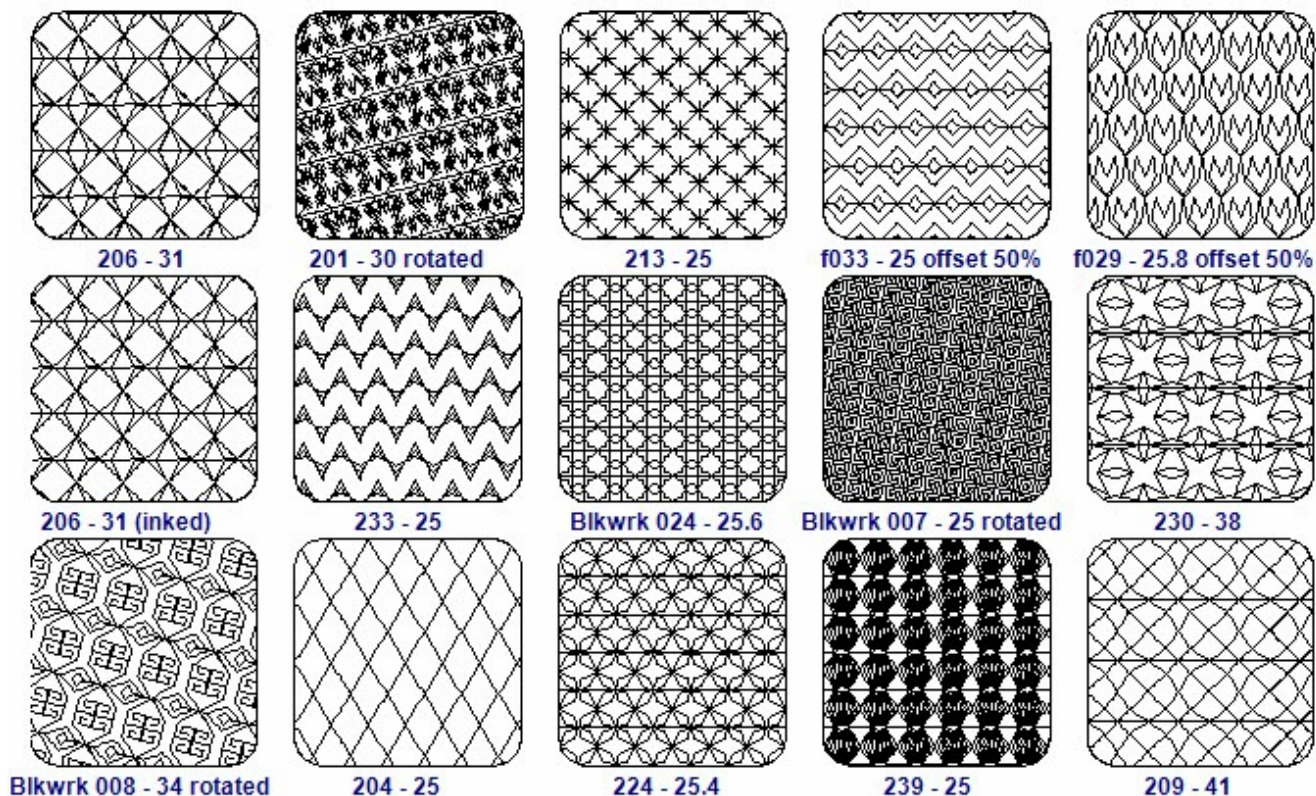 206 - 31
201 - 30 rotated
213 - 25
f033 - 25 offset 50%
f029 - 25.8 offset 50%
206 - 31 (inked)
233 - 25
Blkwrk 024 - 25.6
Blkwrk 007 - 25 rotated
230 - 38
Blkwrk 008 - 34 rotated
204 - 25
224 - 25.4
239 - 25
209 - 41